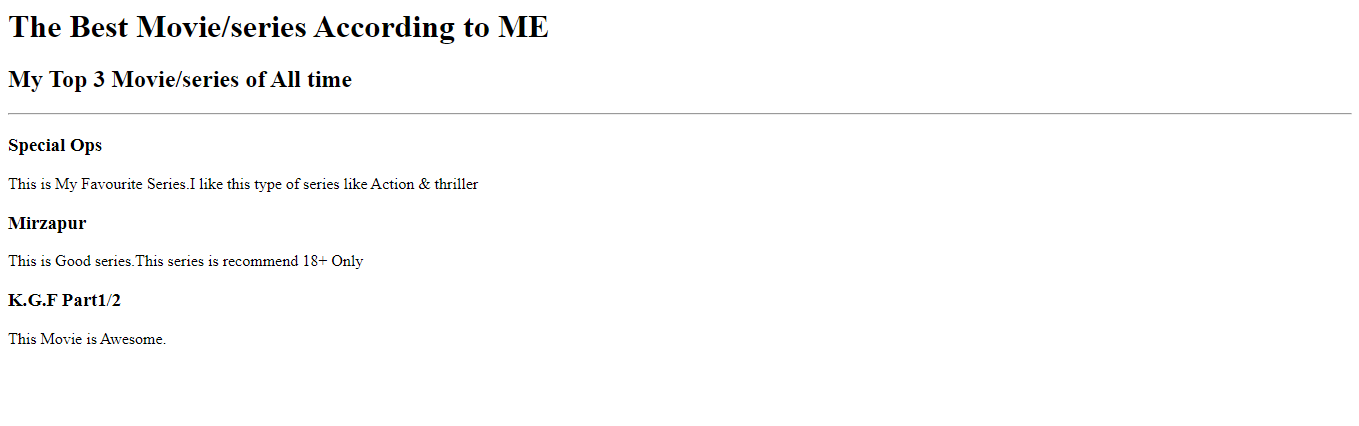 The Best Movie/series According to ME
My Top 3 Movie/series of All time
Special Ops
This is My Favourite Series.I like this type of series like Action & thriller
Mirzapur
This is Good series.This series is recommend 18+ Only
K.G.F Part1/2
This Movie is Awesome.